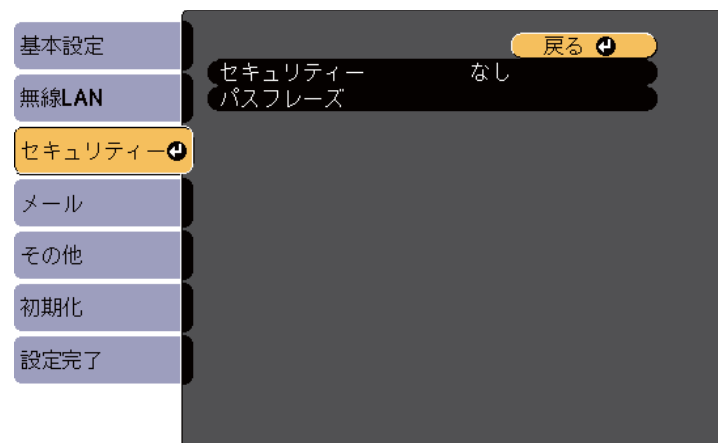 基本設定
無線LAN
セキュリティー
メール
その他
初期化
設定完了
戻る
セキュリティー なし
パスフレーズ